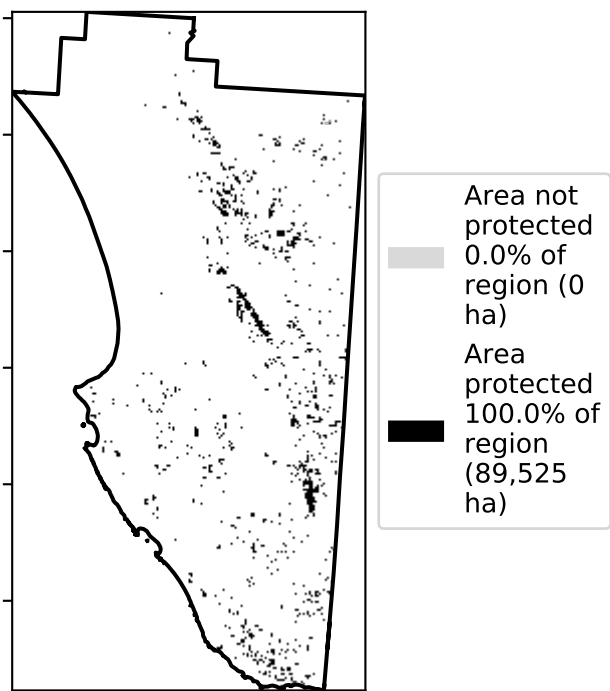 Area not
protected
0.0% of
region (0
ha)
Area
protected
100.0% of
region
(89,525
ha)